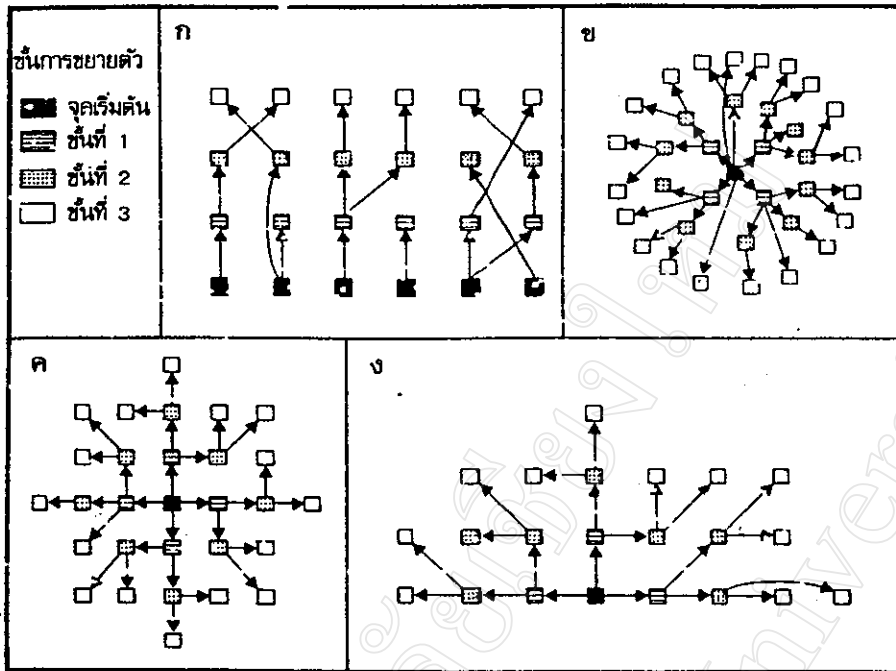 ขั้นการขยายตัว
จุดเริ่มต้น
ขั้นที่ 1
ขั้นที่ 2
ขั้นที่ 3
ก
ข
ค
ง